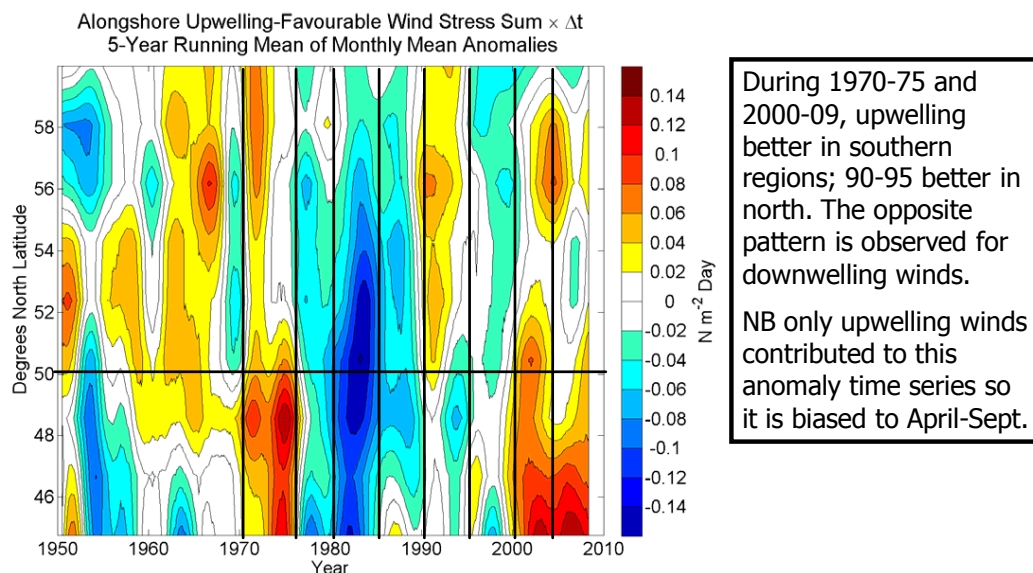 Alongshore Upwelling-Favourable Wind Stress Sum × Δt
5-Year Running Mean of Monthly Mean Anomalies
Degrees North Latitude
58
56
54
52
50
48
46
1950
1960
1970
1980
1990
2000
2010
Year
0.14
0.12
0.1
0.08
0.06
0.04
0.02
0
-0.02
-0.04
-0.06
-0.08
-0.1
-0.12
-0.14
N m⁻² Day
During 1970-75 and
2000-09, upwelling
better in southern
regions; 90-95 better in
north. The opposite
pattern is observed for
downwelling winds.
NB only upwelling winds
contributed to this
anomaly time series so
it is biased to April-Sept.